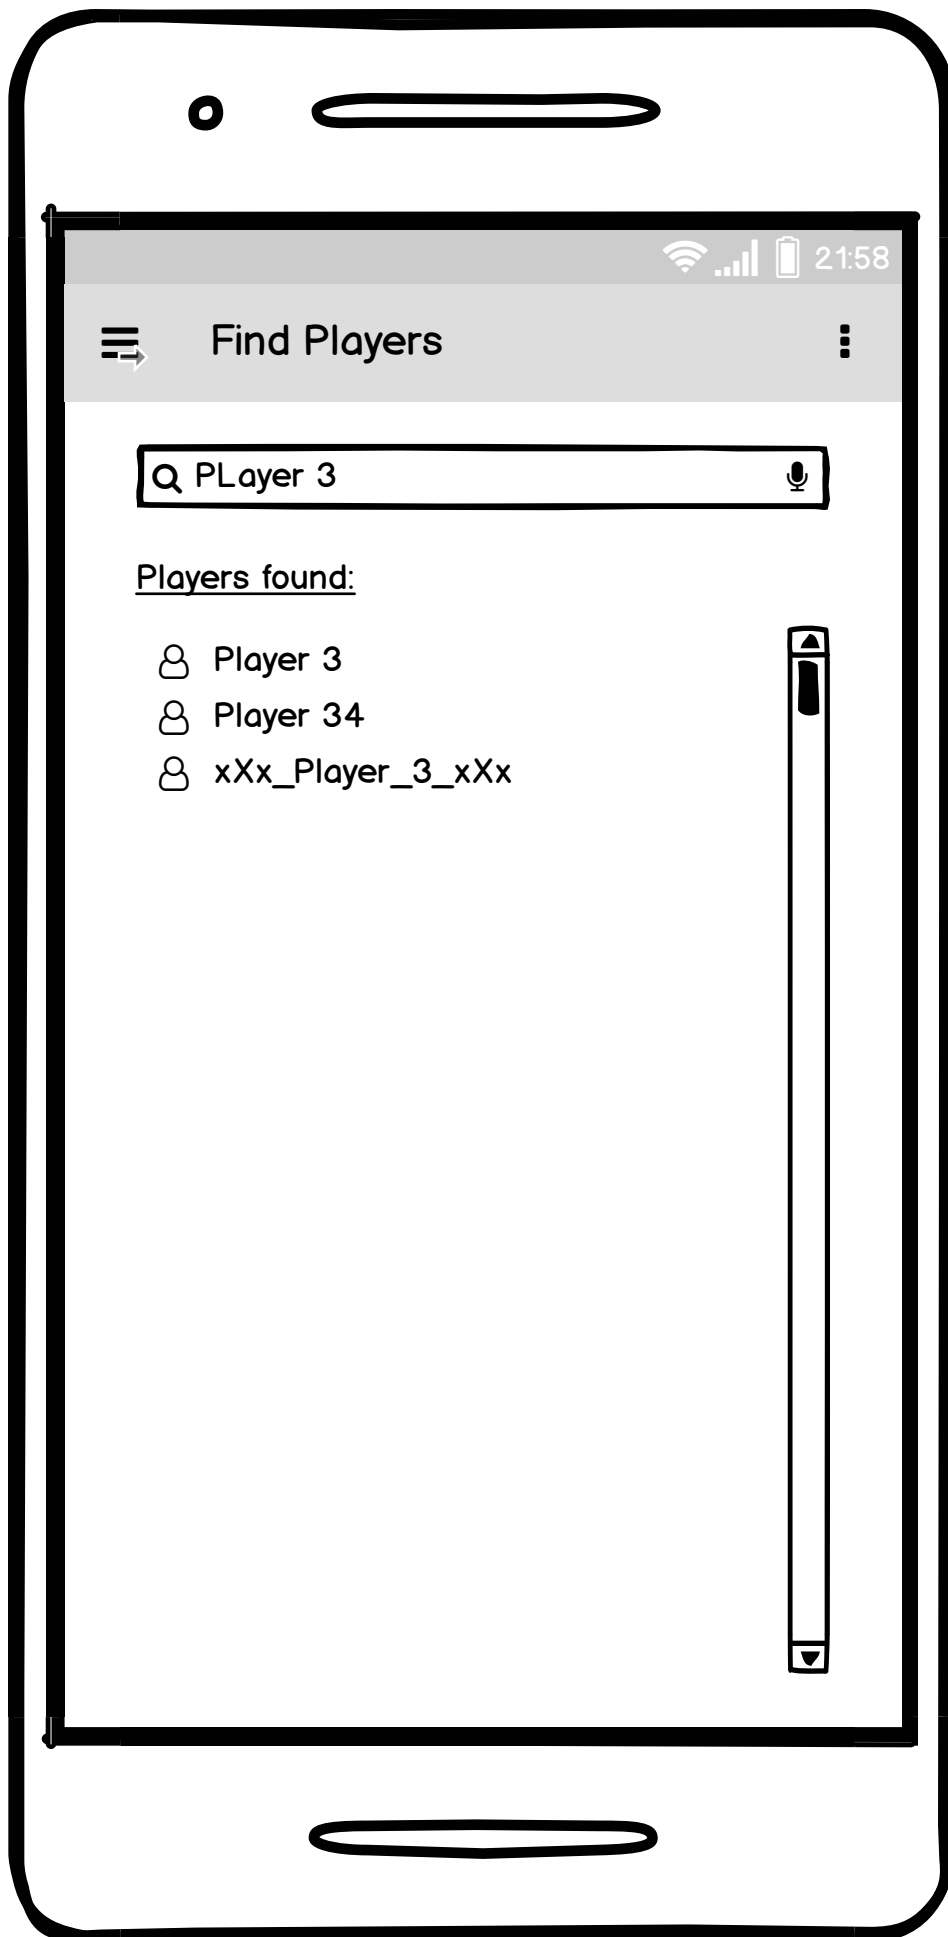 21:58
Find Players
PLayer 3
Players found:
Player 3
Player 34
xXx_Player_3_xXx